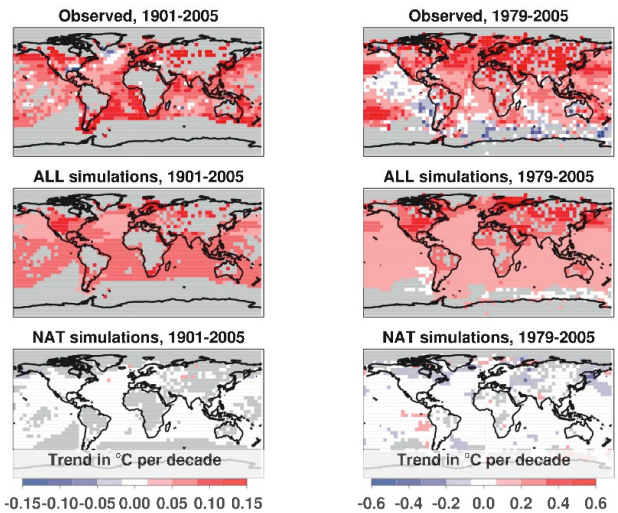 Observed, 1901-2005
Observed, 1979-2005
ALL simulations, 1901-2005
ALL simulations, 1979-2005
NAT simulations, 1901-2005
NAT simulations, 1979-2005
Trend in °C per decade
Trend in °C per decade
-0.15 -0.10 -0.05 0.00 0.05 0.10 0.15
-0.6 -0.4 -0.2 0.0 0.2 0.4 0.6